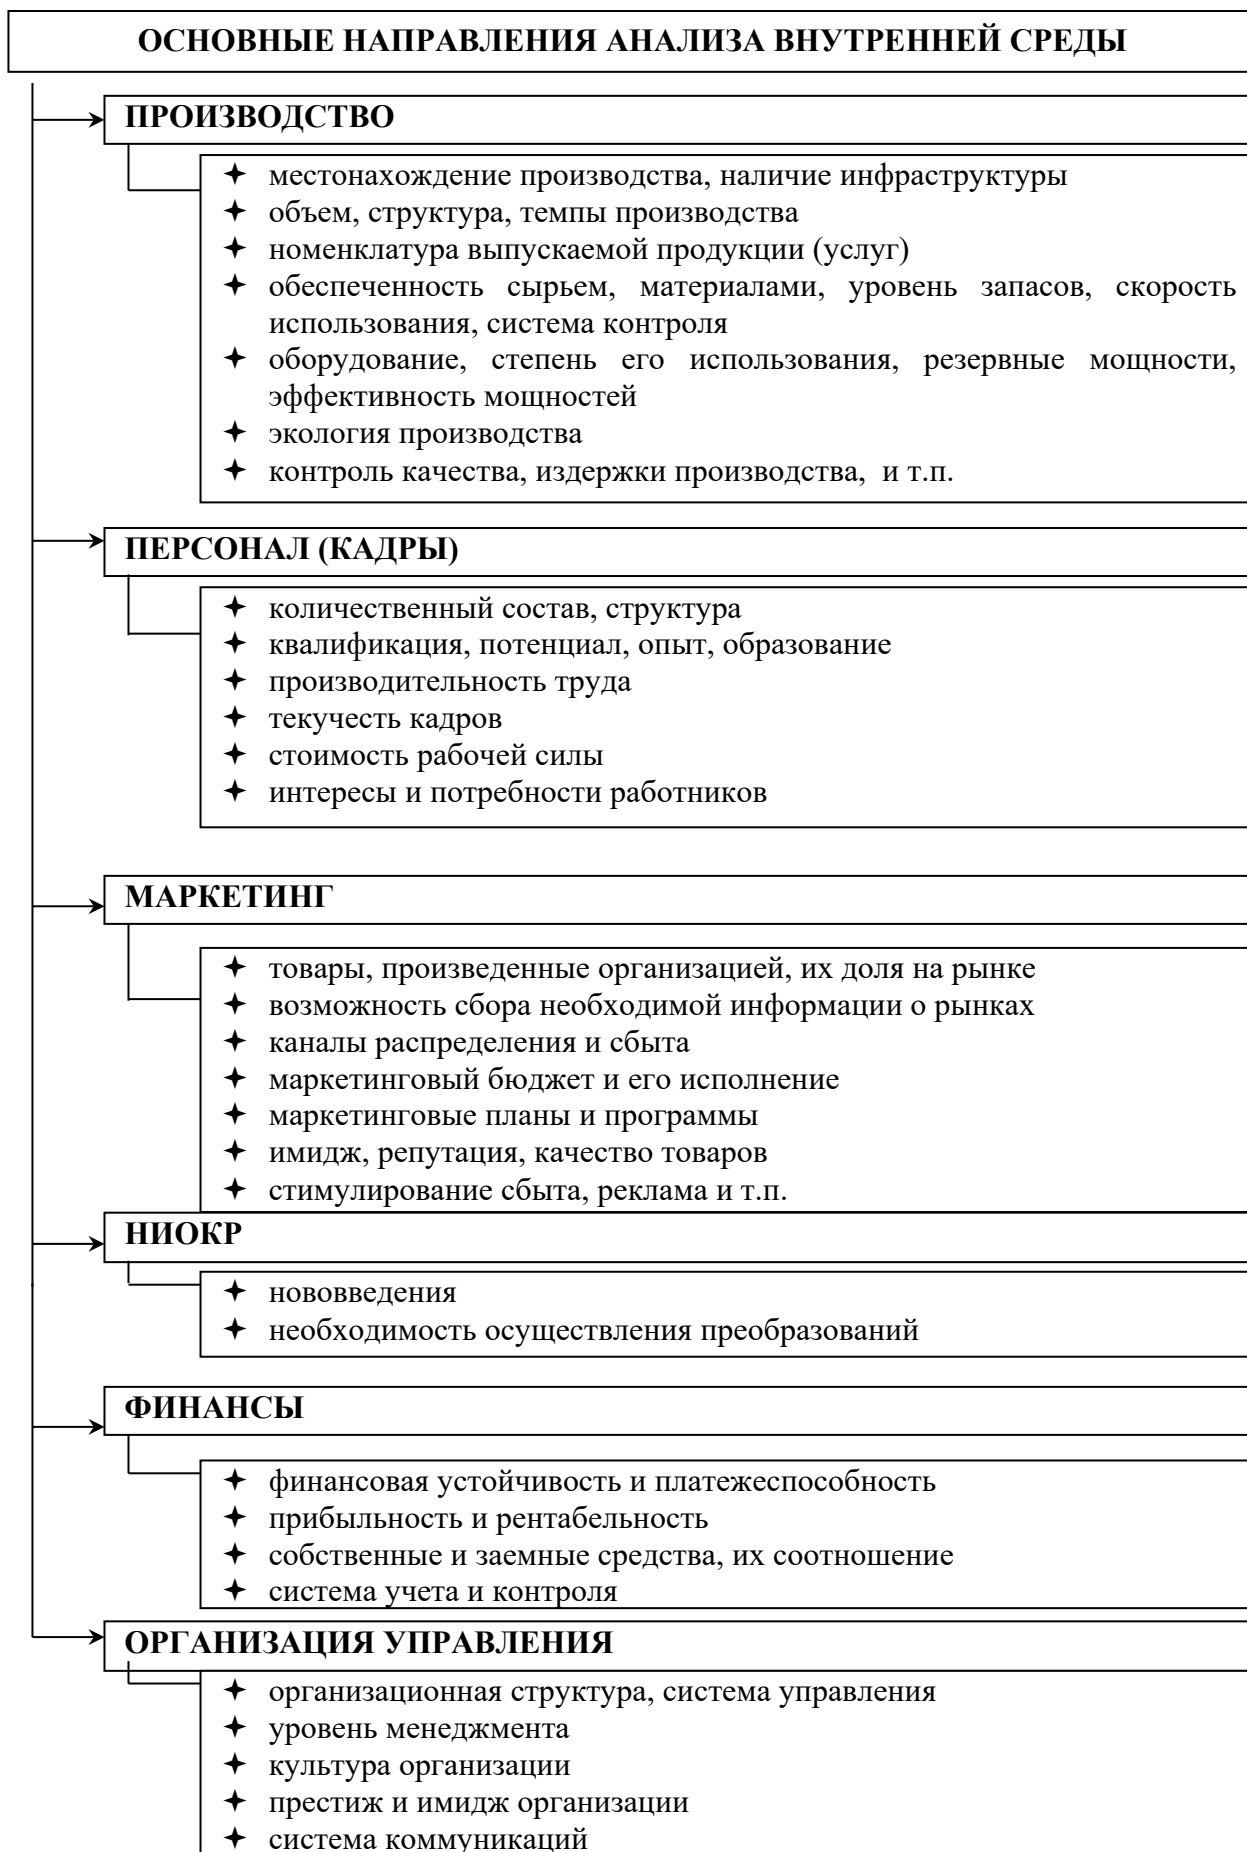 ОСНОВНЫЕ НАПРАВЛЕНИЯ АНАЛИЗА ВНУТРЕННЕЙ СРЕДЫ
ПРОИЗВОДСТВО
местонахождение производства, наличие инфраструктуры
объем, структура, темпы производства
номенклатура выпускаемой продукции (услуг)
обеспеченность сырьем, материалами, уровень запасов, скорость
использования, система контроля
оборудование, степень его использования, резервные мощности,
эффективность мощностей
экология производства
контроль качества, издержки производства, и т.п.
ПЕРСОНАЛ (КАДРЫ)
количественный состав, структура
квалификация, потенциал, опыт, образование
производительность труда
текучесть кадров
стоимость рабочей силы
интересы и потребности работников
МАРКЕТИНГ
товары, произведенные организацией, их доля на рынке
возможность сбора необходимой информации о рынках
каналы распределения и сбыта
маркетинговый бюджет и его исполнение
маркетинговые планы и программы
имидж, репутация, качество товаров
стимулирование сбыта, реклама и т.п.
НИОКР
нововведения
необходимость осуществления преобразований
ФИНАНСЫ
финансовая устойчивость и платежеспособность
прибыльность и рентабельность
собственные и заемные средства, их соотношение
система учета и контроля
ОРГАНИЗАЦИЯ УПРАВЛЕНИЯ
организационная структура, система управления
уровень менеджмента
культура организации
престиж и имидж организации
система коммуникаций